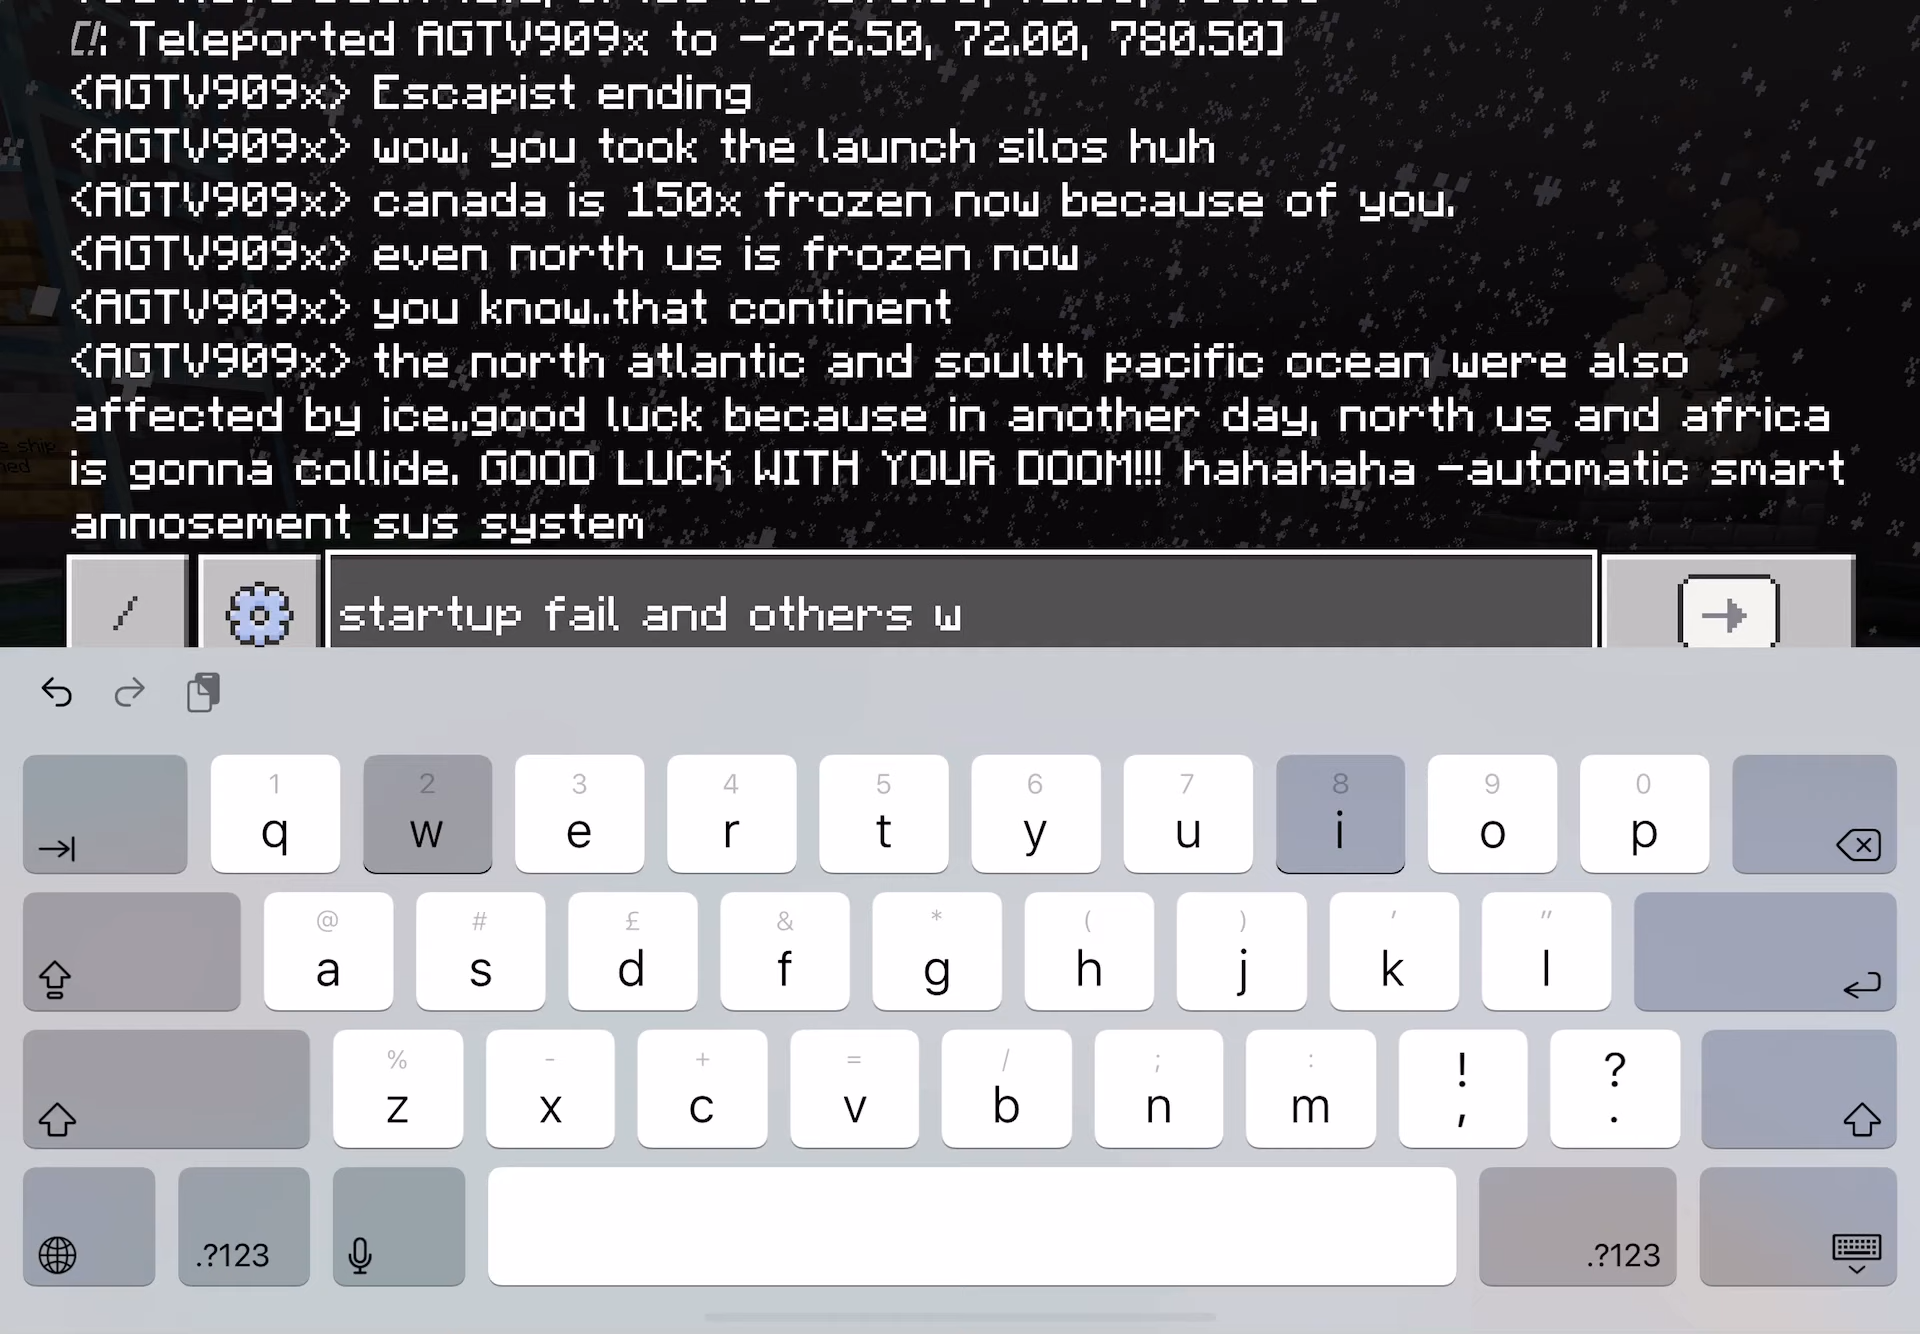 [!: Teleported AGTV909x to -276.50, 72.00, 780.50]
<AGTV909x> Escapist ending
<AGTV909x> wow. you took the launch silos huh
<AGTV909x> canada is 150x frozen now because of you.
<AGTV909x> even north us is frozen now
<AGTV909x> you know..that continent
<AGTV909x> the north atlantic and soulth pacific ocean were also
affected by ice..good luck because in another day, north us and africa
is gonna collide. GOOD LUCK WITH YOUR DOOM!!! hahahaha -automatic smart
annosement sus system
/ startup fail and others w
1 2 3 4 5 6 7 8 9 0
q w e r t y u i o p
@ # £ & * ( ) ' "
a s d f g h j k l
% - + = / ; : ! ?
z x c v b n m , .
.?123 .?123